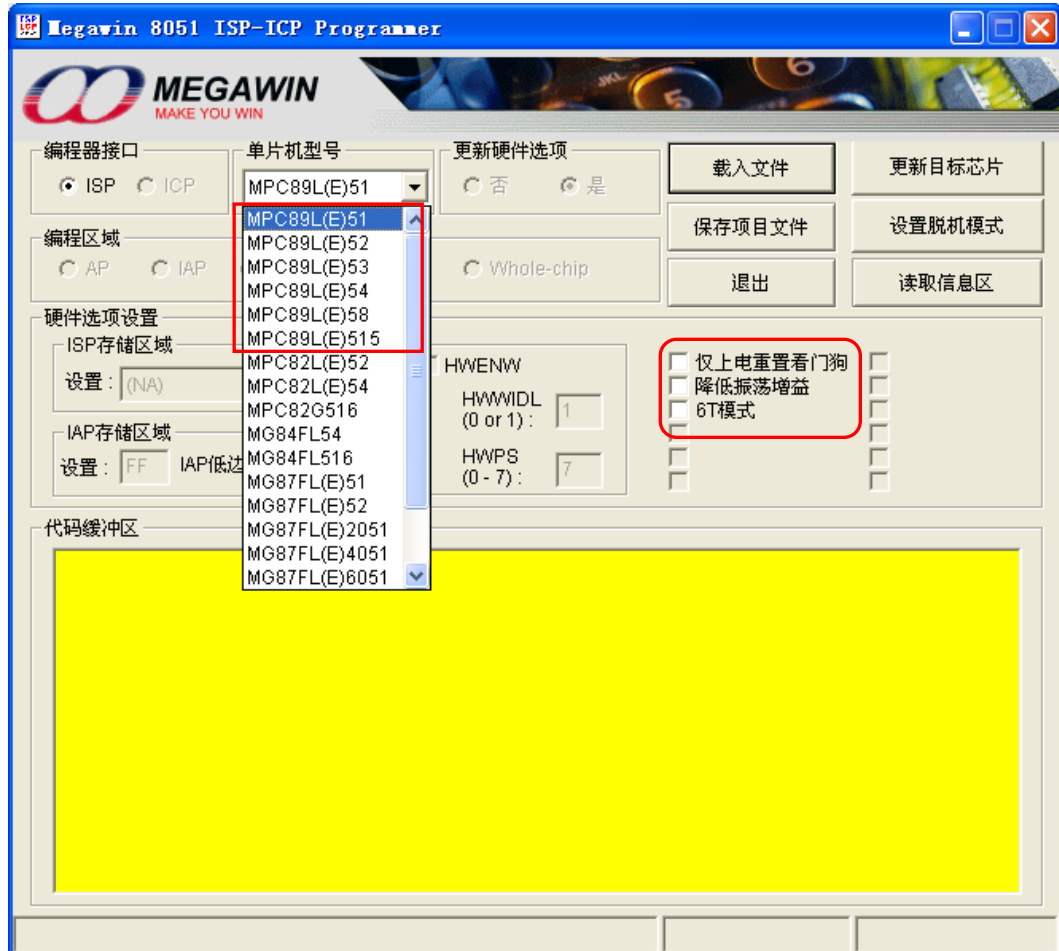 Megawin 8051 ISP-ICP Programmer
MEGAWIN
MAKE YOU WIN
编程器接口
ISP
ICP
单片机型号
MPC89L(E)51
更新硬件选项
否
是
载入文件
更新目标芯片
保存项目文件
设置脱机模式
退出
读取信息区
编程区域
AP
IAP
Whole-chip
MPC89L(E)51
MPC89L(E)52
MPC89L(E)53
MPC89L(E)54
MPC89L(E)58
MPC89L(E)515
MPC82L(E)52
MPC82L(E)54
MPC82G516
MG84FL54
MG84FL516
MG87FL(E)51
MG87FL(E)52
MG87FL(E)2051
MG87FL(E)4051
MG87FL(E)6051
硬件选项设置
ISP存储区域
设置: (NA)
IAP存储区域
设置: FF IAP低边
HWENW
HWWIDL
(0 or 1): 1
HWPS
(0 - 7): 7
仅上电重置看门狗
降低振荡增益
6T模式
代码缓冲区